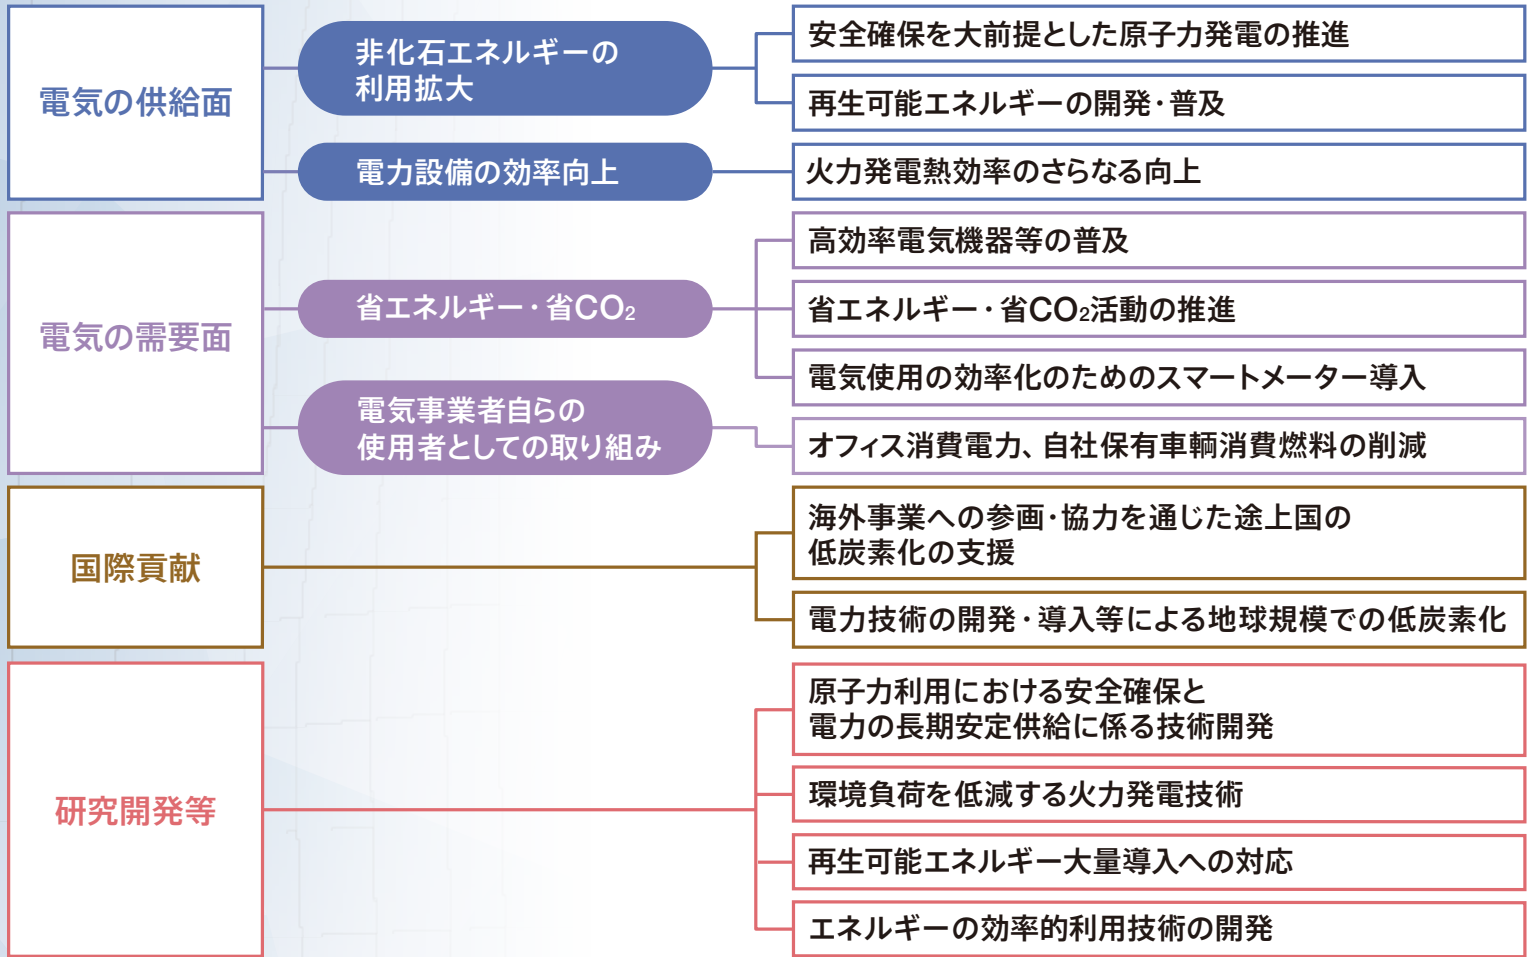 電気の供給面
非化石エネルギーの
利用拡大
安全確保を大前提とした原子力発電の推進
再生可能エネルギーの開発・普及
電力設備の効率向上
火力発電熱効率のさらなる向上
電気の需要面
省エネルギー・省CO₂
高効率電気機器等の普及
省エネルギー・省CO₂活動の推進
電気使用の効率化のためのスマートメーター導入
電気事業者自らの
使用者としての取り組み
オフィス消費電力、自社保有車輌消費燃料の削減
国際貢献
海外事業への参画・協力を通じた途上国の
低炭素化の支援
電力技術の開発・導入等による地球規模での低炭素化
研究開発等
原子力利用における安全確保と
電力の長期安定供給に係る技術開発
環境負荷を低減する火力発電技術
再生可能エネルギー大量導入への対応
エネルギーの効率的利用技術の開発